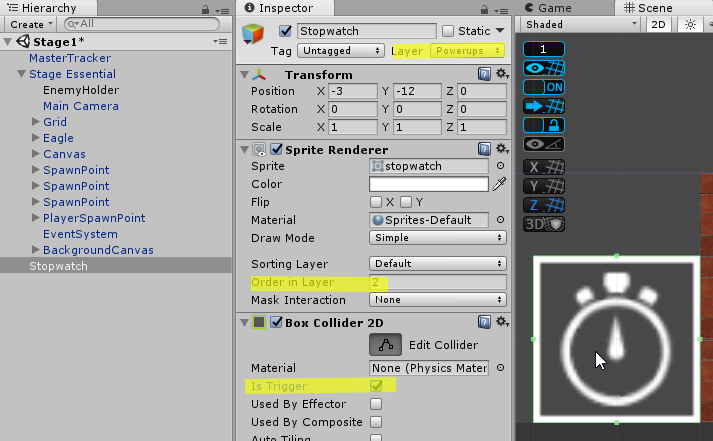 Hierarchy
Create All
Stage1*
MasterTracker
Stage Essential
EnemyHolder
Main Camera
Grid
Eagle
Canvas
SpawnPoint
SpawnPoint
SpawnPoint
PlayerSpawnPoint
EventSystem
BackgroundCanvas
Stopwatch
Inspector
Stopwatch Static
Tag Untagged Layer Powerups
Transform
Position X -3 Y -12 Z 0
Rotation X 0 Y 0 Z 0
Scale X 1 Y 1 Z 1
Sprite Renderer
Sprite stopwatch
Color
Flip X Y
Material Sprites-Default
Draw Mode Simple
Sorting Layer Default
Order in Layer 2
Mask Interaction None
Box Collider 2D
Edit Collider
Material None (Physics Mater
Is Trigger
Used By Effector
Used By Composite
Auto Tiling
Game Scene
Shaded 2D
1
ON
X
Y
Z
3D